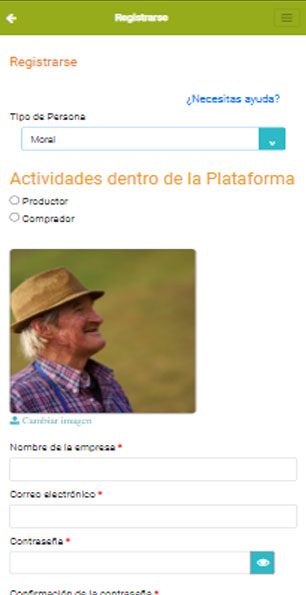 Registrarse
Registrarse
¿Necesitas ayuda?
Tipo de Persona
Moral
Actividades dentro de la Plataforma
Productor
Comprador
Cambiar imagen
Nombre de la empresa *
Correo electrónico *
Contraseña *
Confirmación de la contraseña *